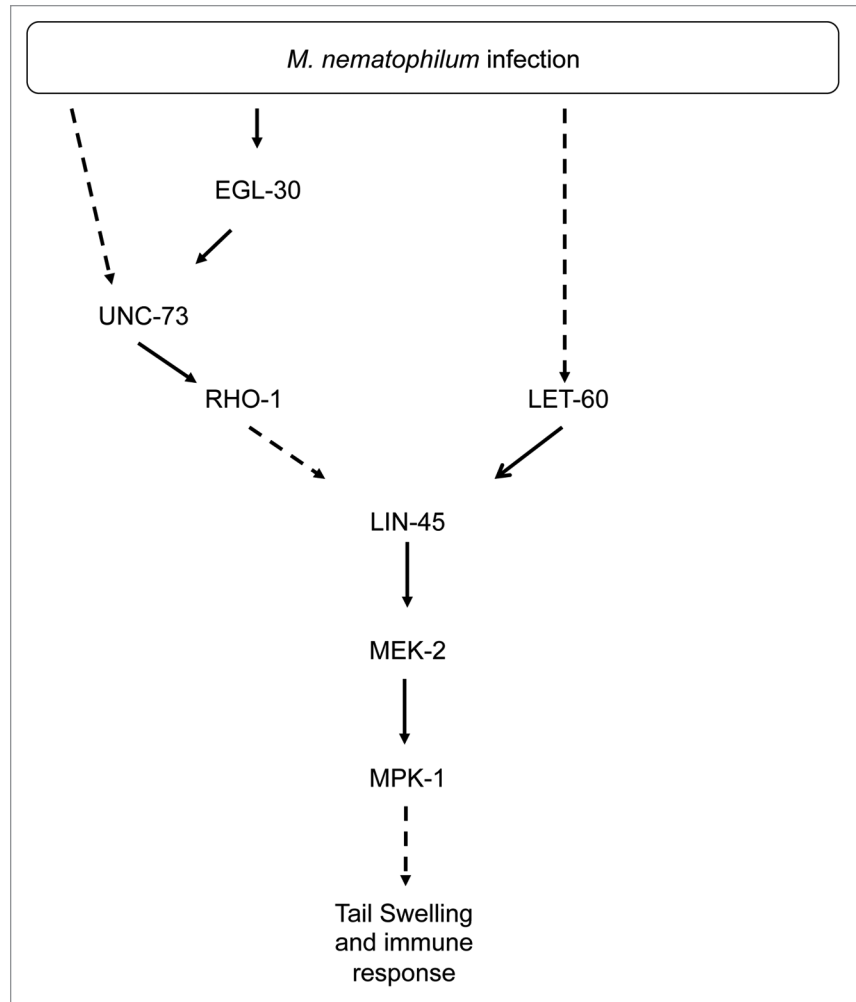 M. nematophilum infection
EGL-30
UNC-73
RHO-1
LET-60
LIN-45
MEK-2
MPK-1
Tail Swelling
and immune
response